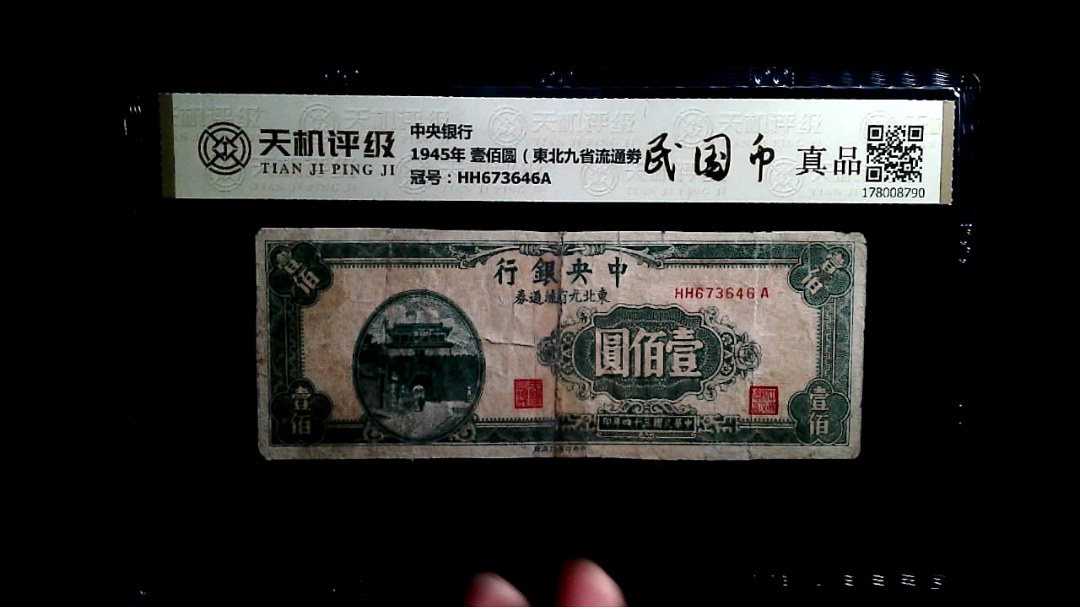 天机评级
TIAN JI PING JI
中央银行
1945年 壹佰圆（東北九省流通券
冠号：HH673646A
民国币
真品
178008790
壹佰
壹佰
行銀央中
券通流省九北東
HH673646A
圓佰壹
印年四十三國民華中
壹佰
壹佰